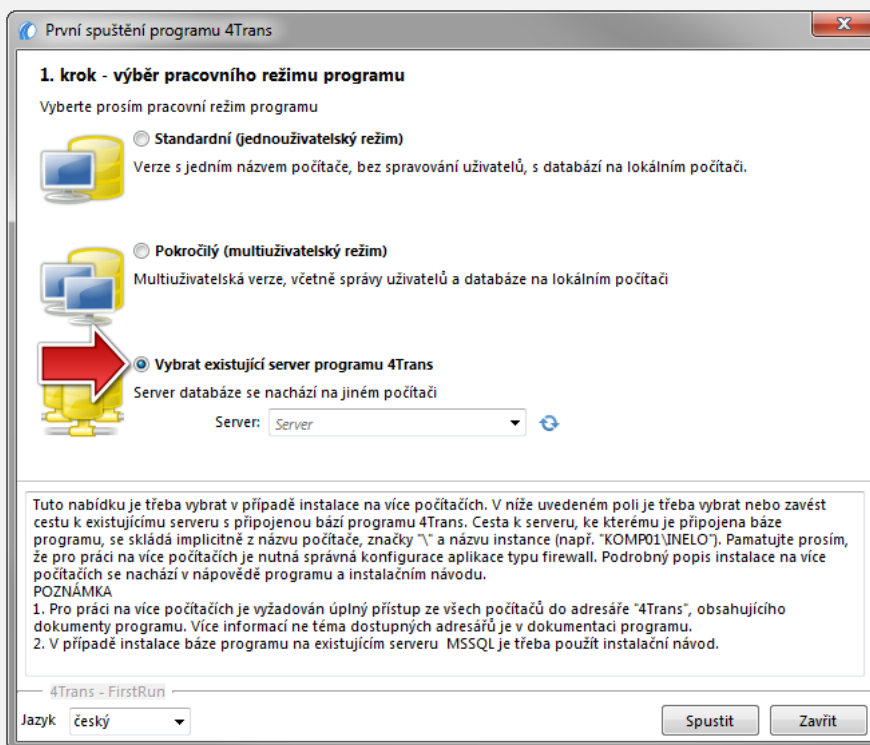 První spuštění programu 4Trans
1. krok - výběr pracovního režimu programu
Vyberte prosím pracovní režim programu
Standardní (jednouživatelský režim)
Verze s jedním názvem počítače, bez spravování uživatelů, s databází na lokálním počítači.
Pokročilý (multiuživatelský režim)
Multiuživatelská verze, včetně správy uživatelů a databáze na lokálním počítači
Vybrat existující server programu 4Trans
Server databáze se nachází na jiném počítači
Server: Server
Tuto nabídku je třeba vybrat v případě instalace na více počítačích. V níže uvedeném poli je třeba vybrat nebo zavést
cestu k existujícímu serveru s připojenou bází programu 4Trans. Cesta k serveru, ke kterému je připojena báze
programu, se skládá implicitně z názvu počítače, značky "\" a názvu instance (např. "KOMP01\INELO"). Pamatujte prosím,
že pro práci na více počítačích je nutná správná konfigurace aplikace typu firewall. Podrobný popis instalace na více
počítačích se nachází v nápovědě programu a instalačním návodu.
POZNÁMKA
1. Pro práci na více počítačích je vyžadován úplný přístup ze všech počítačů do adresáře "4Trans", obsahujícího
dokumenty programu. Více informací ne téma dostupných adresářů je v dokumentaci programu.
2. V případě instalace báze programu na existujícím serveru MSSQL je třeba použít instalační návod.
4Trans - FirstRun
Jazyk český Spustit Zavřít